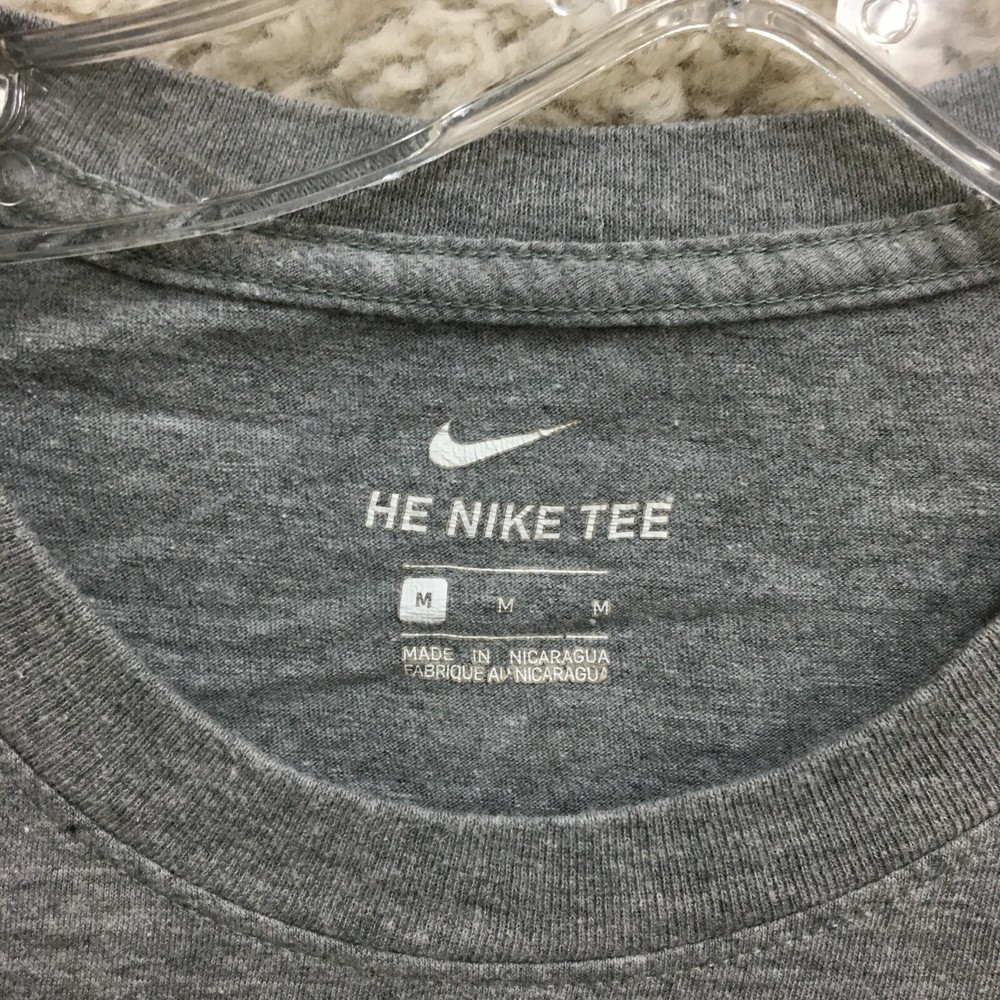 HE NIKE TEE
M M M
MADE IN NICARAGUA
FABRIQUE AU NICARAGUA